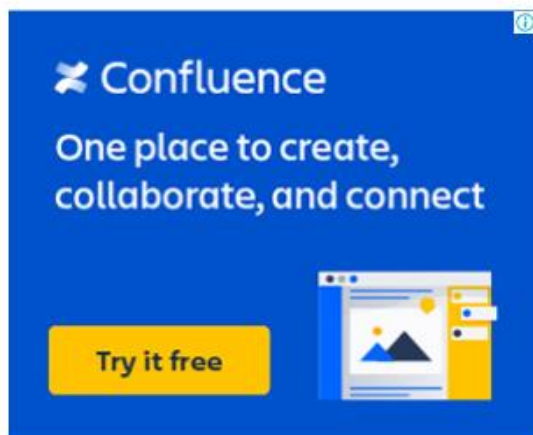 Confluence
One place to create,
collaborate, and connect
Try it free